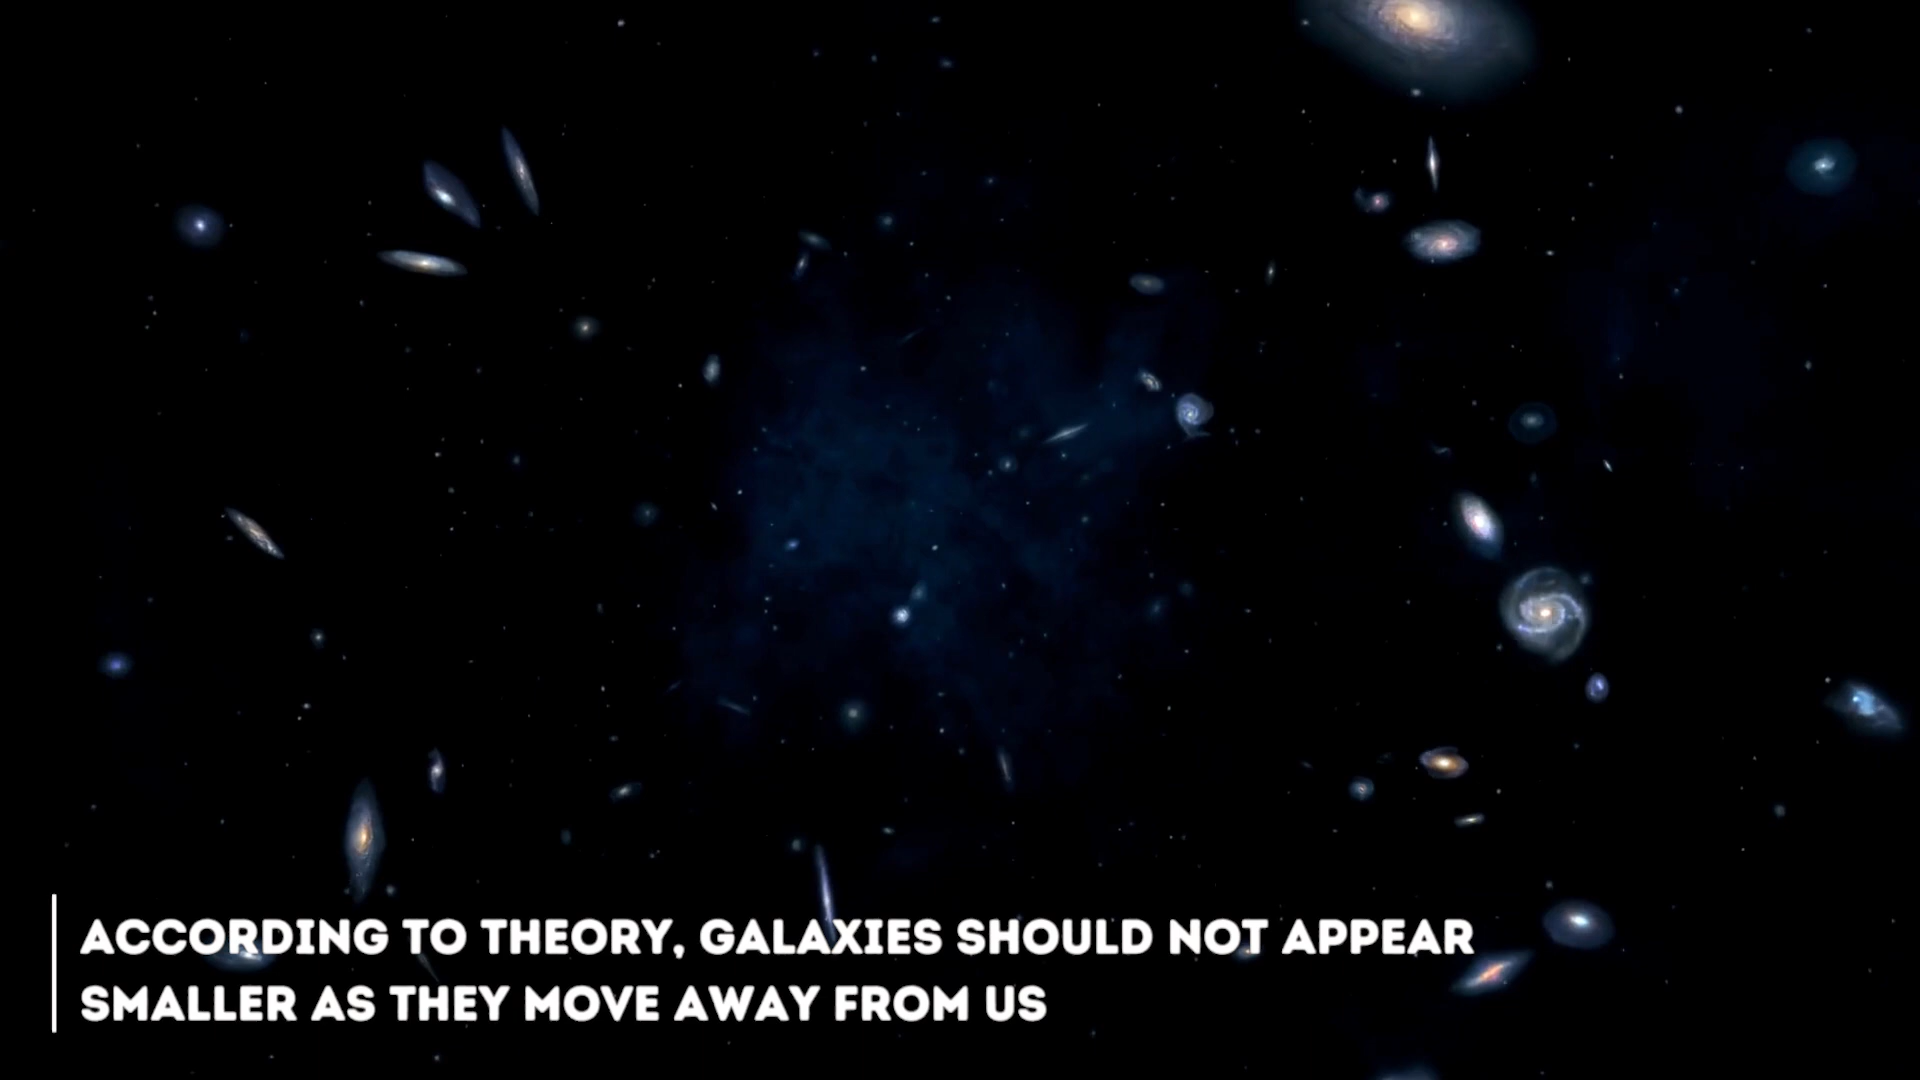 ACCORDING TO THEORY, GALAXIES SHOULD NOT APPEAR
SMALLER AS THEY MOVE AWAY FROM US